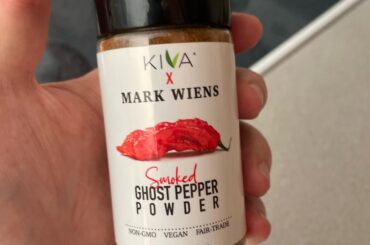 KIVA
X
MARK WIENS
Smoked
GHOST PEPPER
POWDER
NON-GMO VEGAN FAIR-TRADE